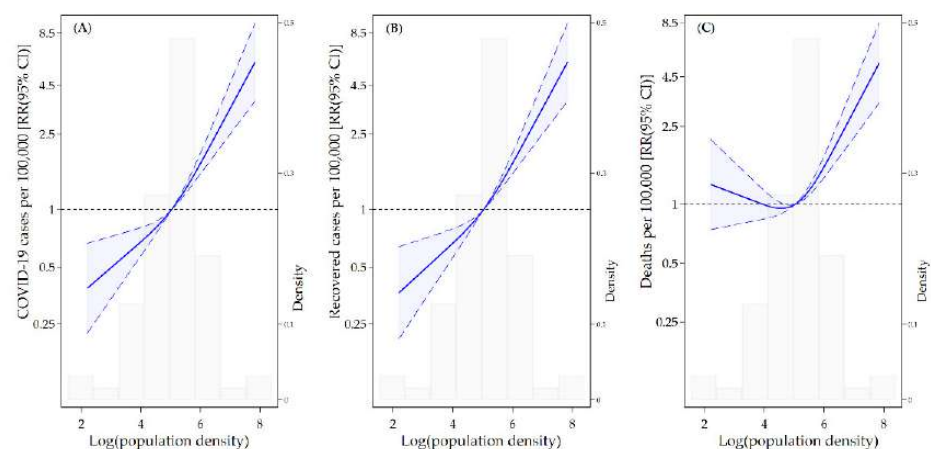 (A)
COVID-19 cases per 100,000 [RR(95% CI)]
8.5
4.5
2.5
1
0.5
0.25
0.5
0.3
0.1
0
Density
2 4 6 8
Log(population density)
(B)
Recovered cases per 100,000 [RR(95% CI)]
8.5
4.5
2.5
1
0.5
0.25
0.5
0.3
0.1
0
Density
2 4 6 8
Log(population density)
(C)
Deaths per 100,000 [RR(95% CI)]
8.5
4.5
2.5
1
0.5
0.25
0.5
0.3
0.1
0
Density
2 4 6 8
Log(population density)